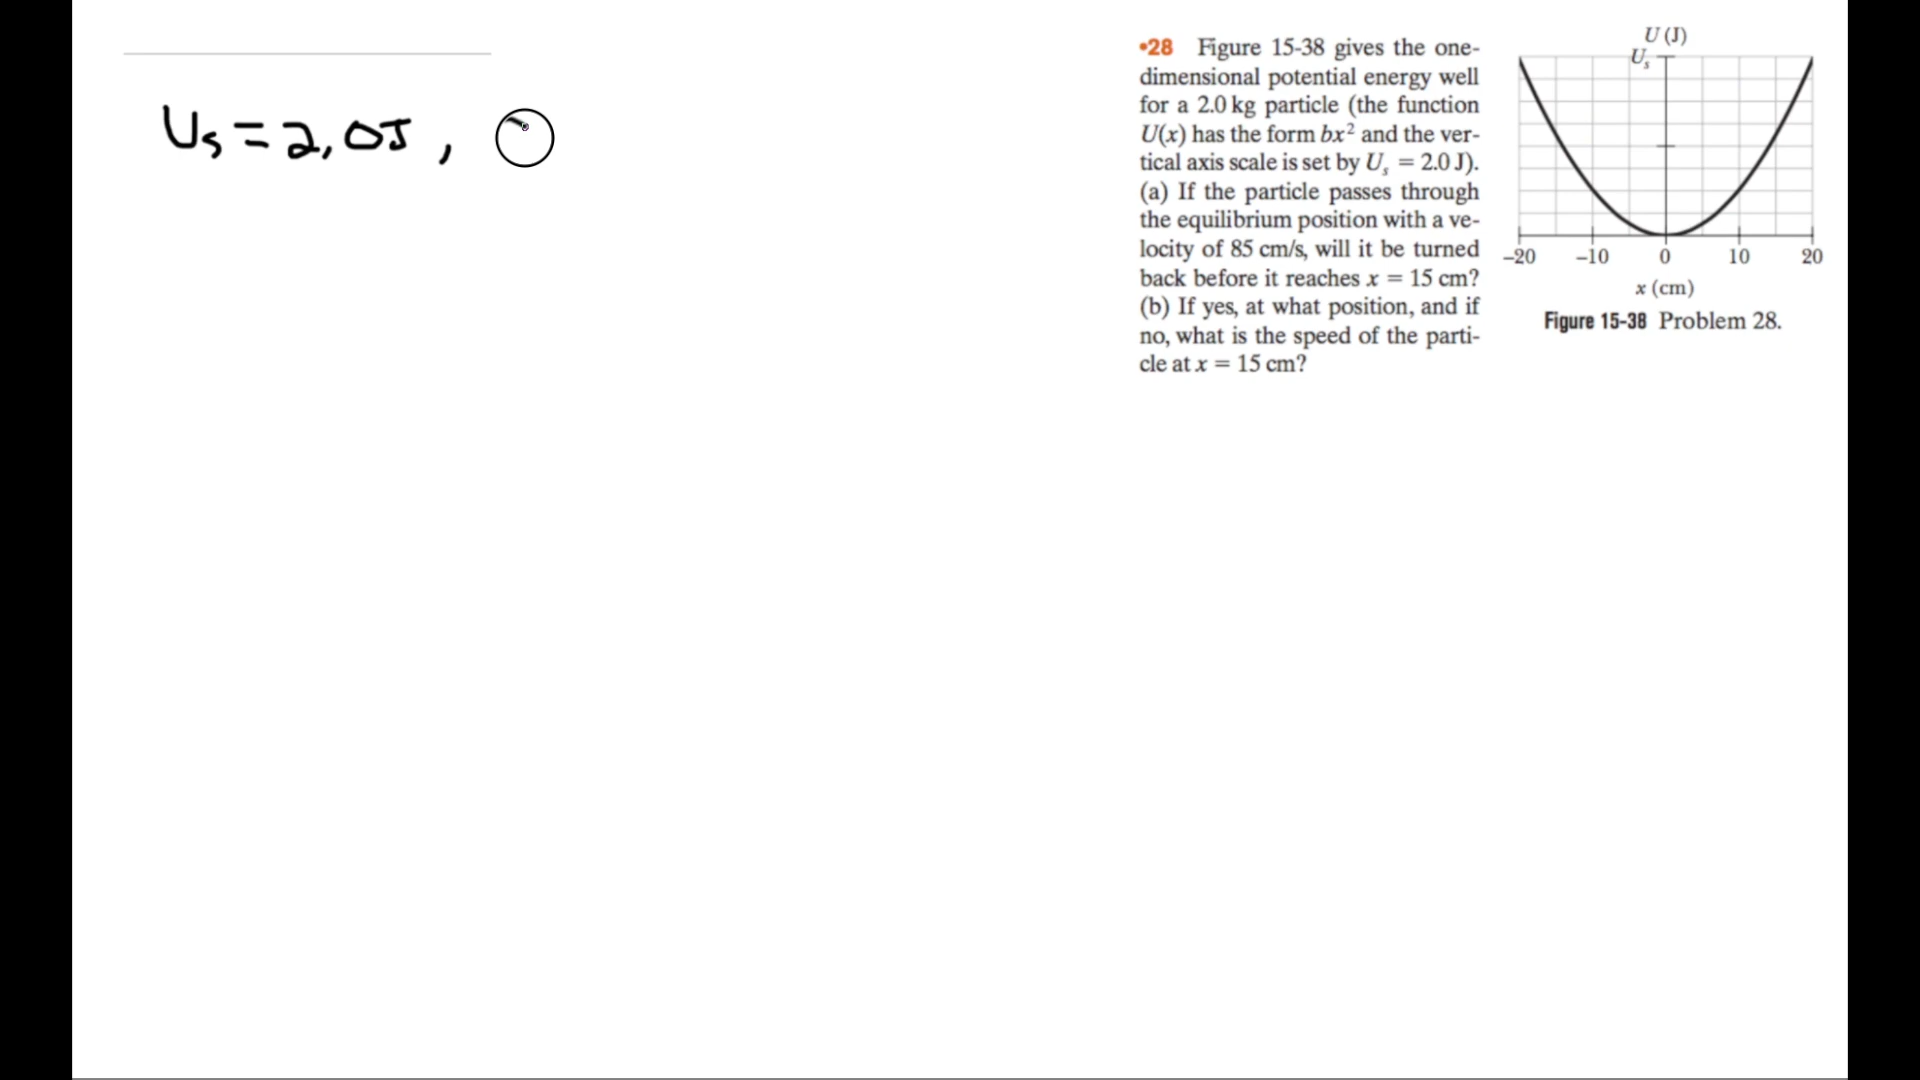 Us = 2,0J ,
•28 Figure 15-38 gives the one-
dimensional potential energy well
for a 2.0 kg particle (the function
U(x) has the form bx² and the ver-
tical axis scale is set by Us = 2.0 J).
(a) If the particle passes through
the equilibrium position with a ve-
locity of 85 cm/s, will it be turned
back before it reaches x = 15 cm?
(b) If yes, at what position, and if
no, what is the speed of the parti-
cle at x = 15 cm?
U (J)
Us
−20 −10 0 10 20
x (cm)
Figure 15-38 Problem 28.